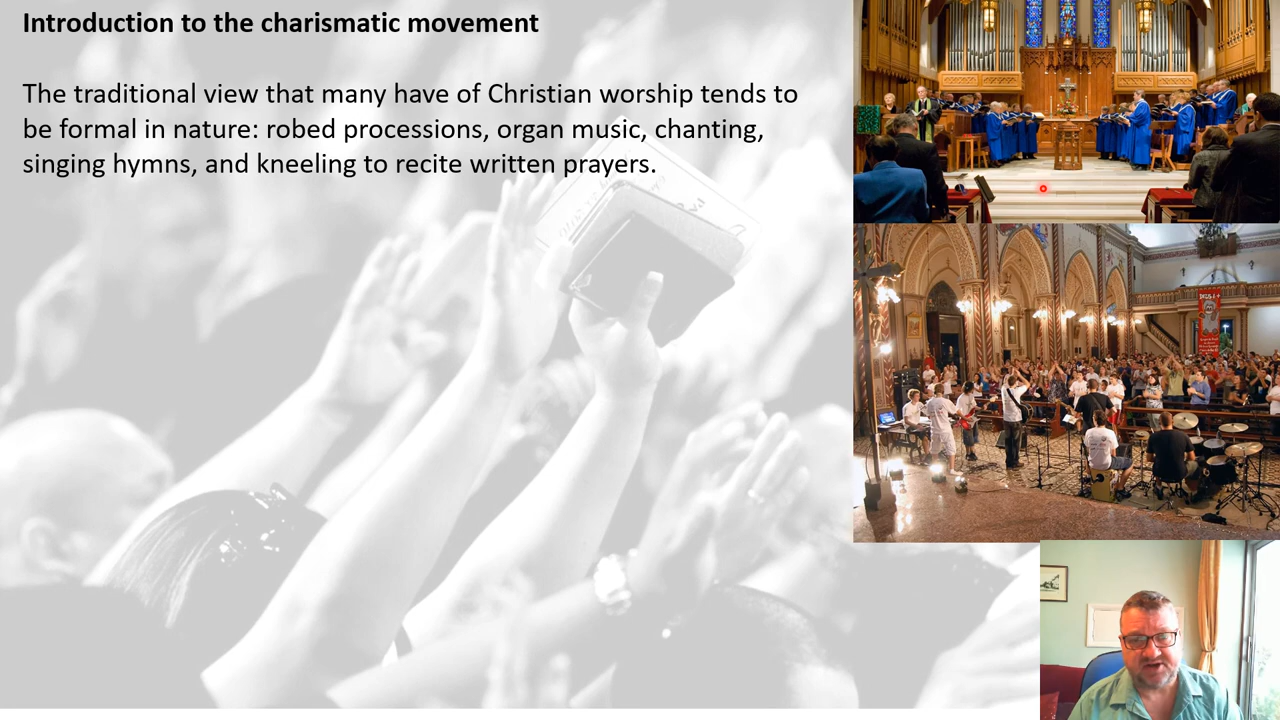 Introduction to the charismatic movement
The traditional view that many have of Christian worship tends to
be formal in nature: robed processions, organ music, chanting,
singing hymns, and kneeling to recite written prayers.